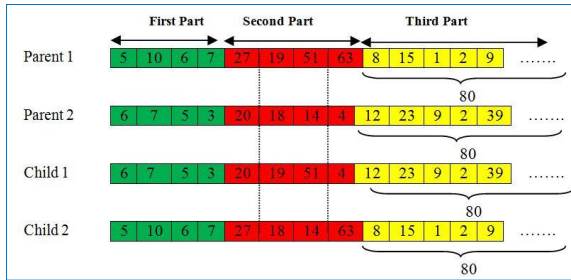 First Part Second Part Third Part
Parent 1 5 10 6 7 27 19 51 63 8 15 1 2 9 .......
80
Parent 2 6 7 5 3 20 18 14 4 12 23 9 2 39 .......
80
Child 1 6 7 5 3 20 19 51 4 12 23 9 2 39 .......
80
Child 2 5 10 6 7 27 18 14 63 8 15 1 2 9 .......
80